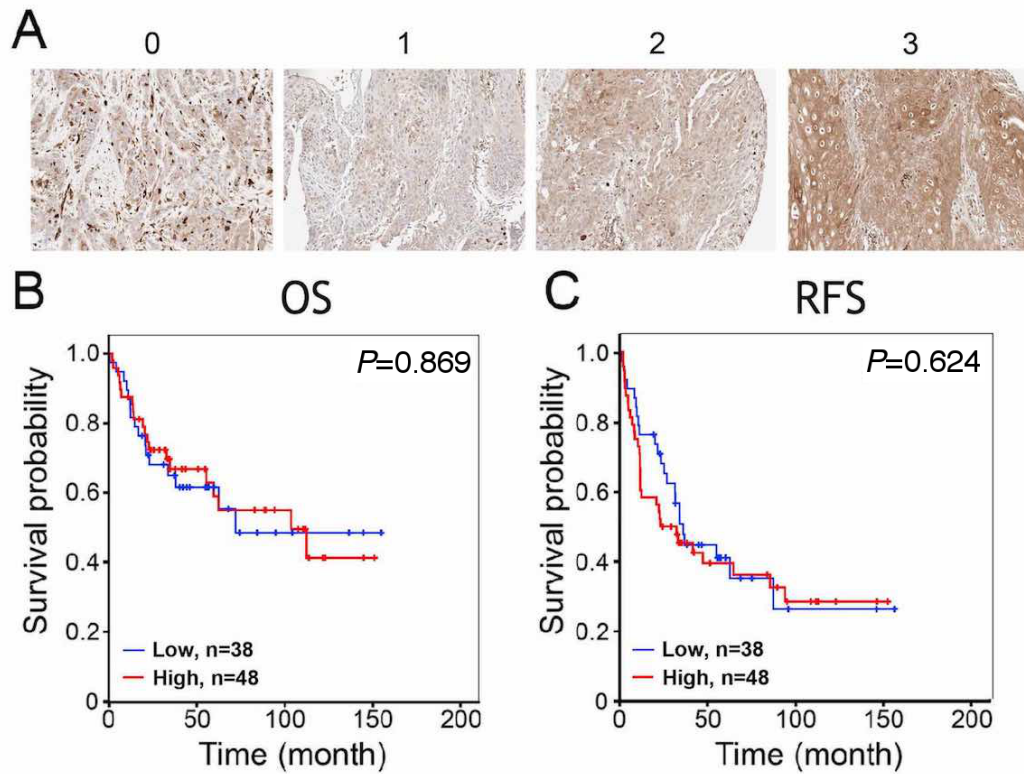 A
0 1 2 3
B OS
P=0.869
Survival probability
1.0
0.8
0.6
0.4
0.2
0
Low, n=38
High, n=48
0 50 100 150 200
Time (month)
C RFS
P=0.624
Survival probability
1.0
0.8
0.6
0.4
0.2
0
Low, n=38
High, n=48
0 50 100 150 200
Time (month)